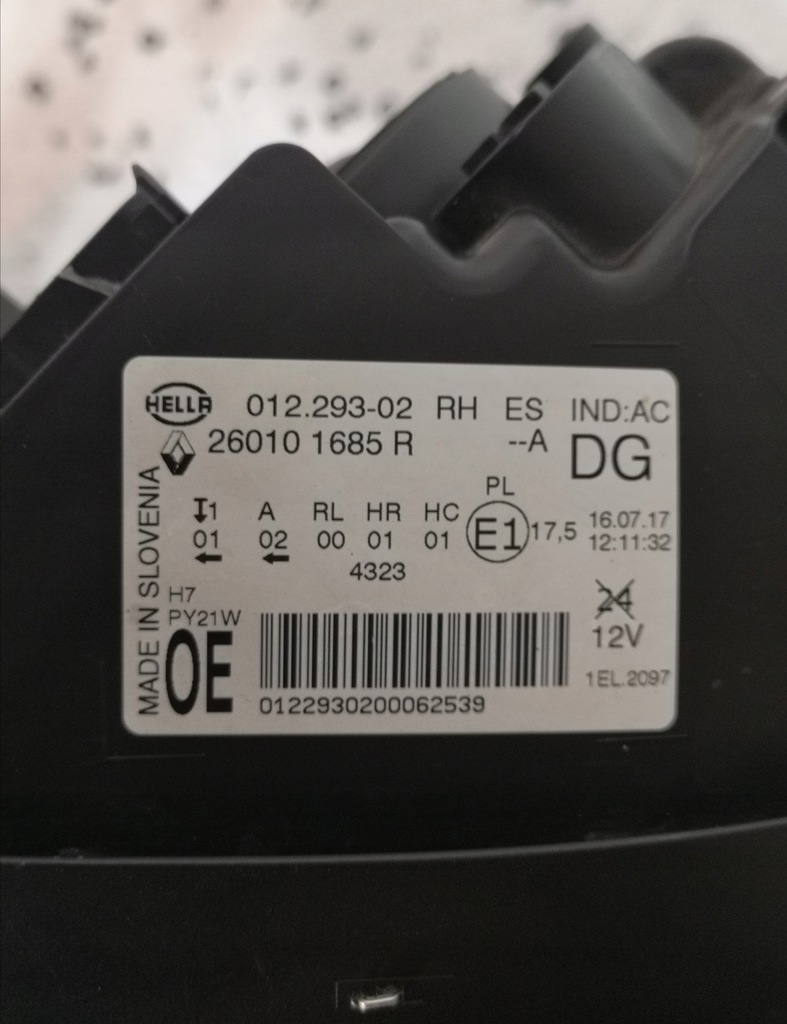 HELLA 012.293-02 RH ES IND:AC
26010 1685 R --A DG
MADE IN SLOVENIA
PL
1 A RL HR HC
01 02 00 01 01 E1 17,5
16.07.17
12:11:32
4323
H7
PY21W
24
12V
OE
1EL.2097
01229300200062539